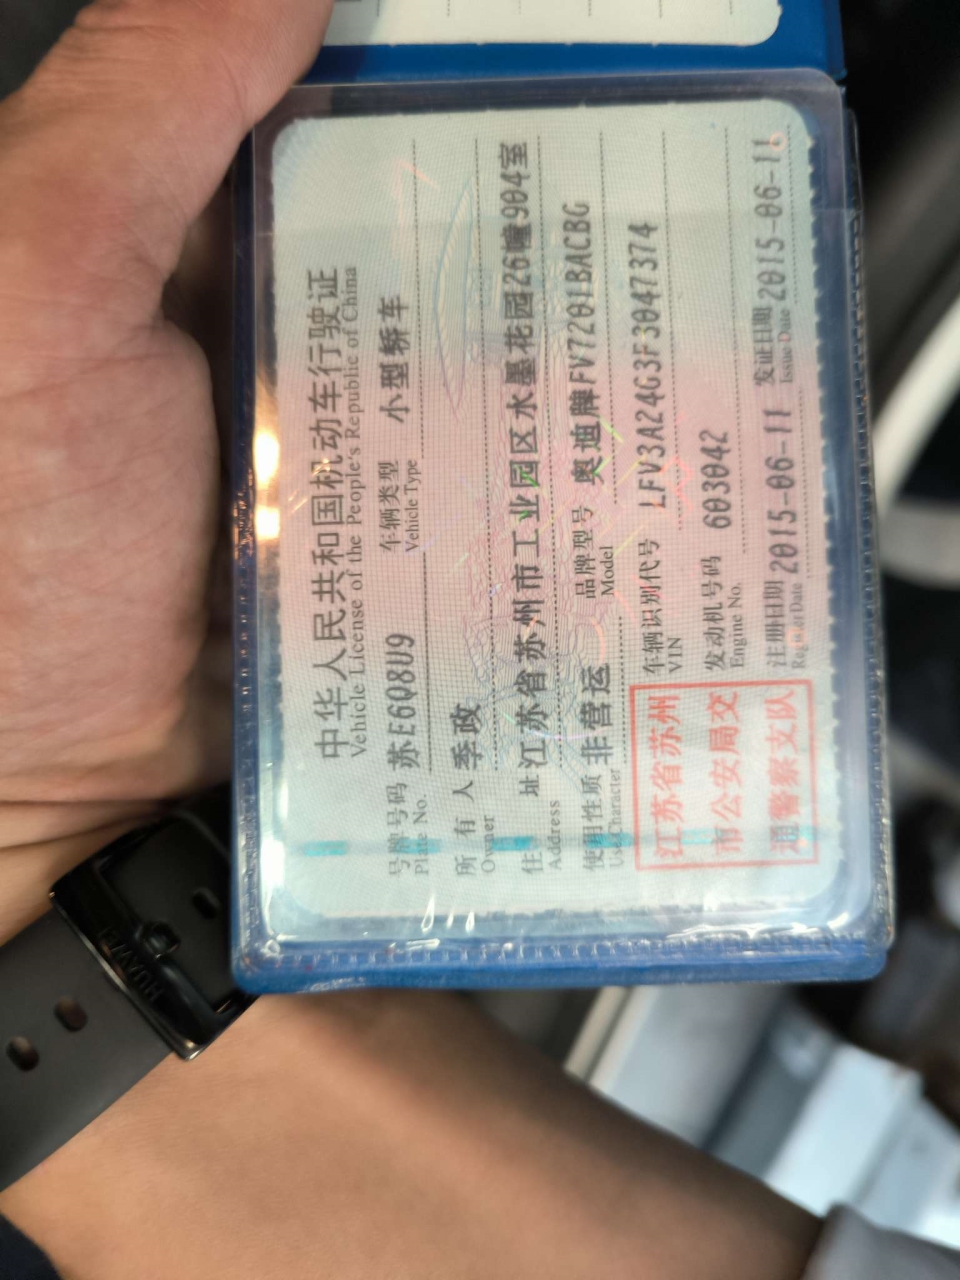 中华人民共和国机动车行驶证
Vehicle License of the People's Republic of China
号牌号码 苏E6Q8U9 车辆类型 小型轿车
Plate No. Vehicle Type
所有人 季政
Owner
住址 江苏省苏州市工业园区水墨花园26幢904室
Address
使用性质 非营运 品牌型号 奥迪牌FV7201BACBG
Use Character Model
江苏省苏州
市公安局交
通警察支队
车辆识别代号 LFV3A24G3F3047374
VIN
发动机号码 603042
Engine No.
注册日期 2015-06-11 发证日期 2015-06-11
Register Date Issue Date
HUAWEI